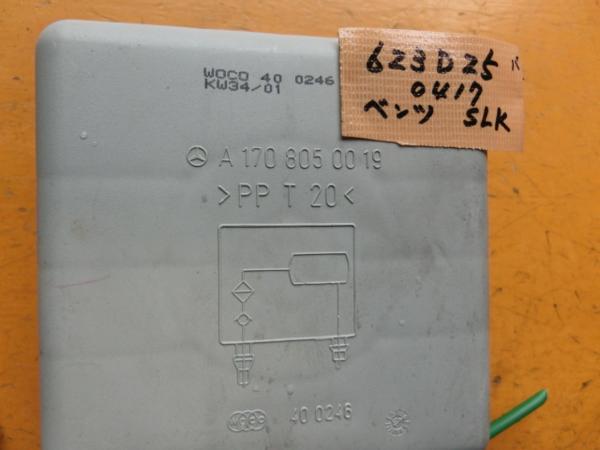 WOCO 40 0246
KW34/01
623D25
0417
ベンツ SLK
A 170 805 00 19
>PP T 20<
40 0246